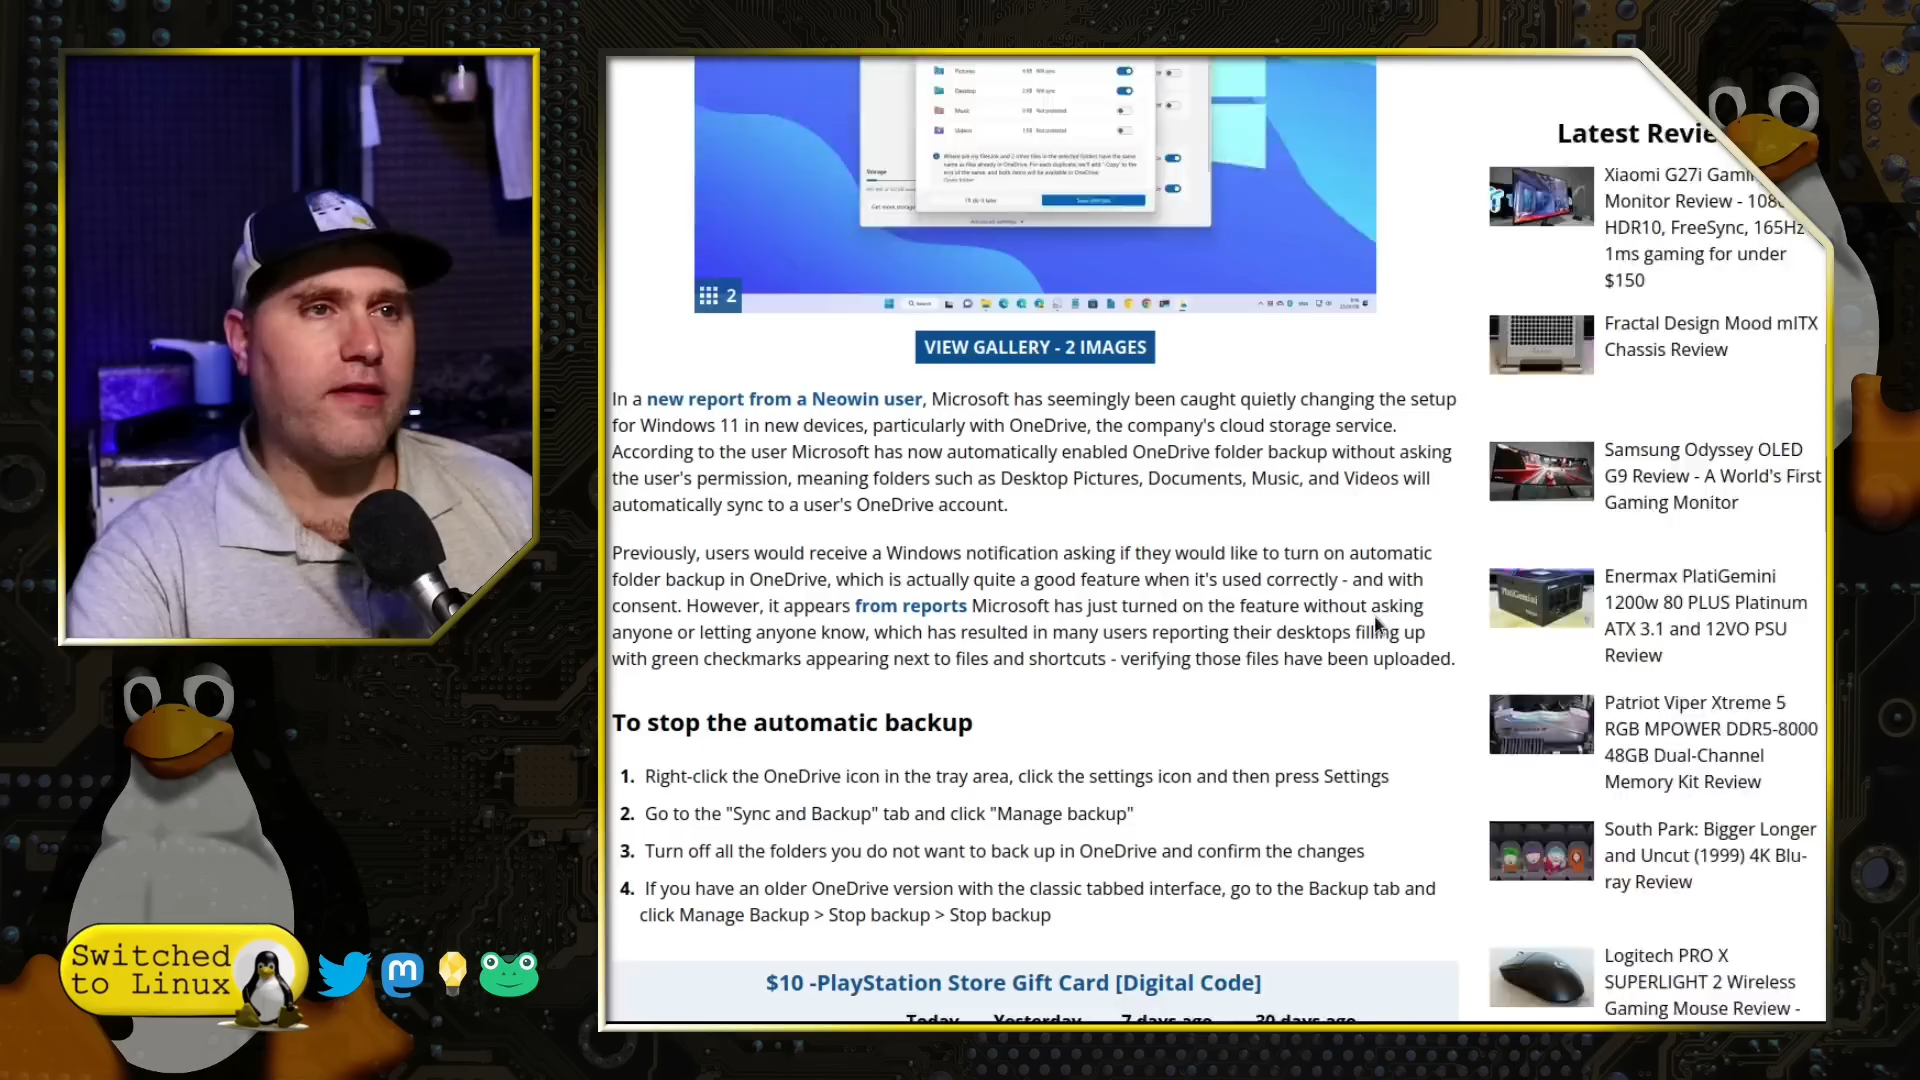 Pictures
Desktop
Music
Videos
Storage
2
VIEW GALLERY - 2 IMAGES
In a new report from a Neowin user, Microsoft has seemingly been caught quietly changing the setup
for Windows 11 in new devices, particularly with OneDrive, the company's cloud storage service.
According to the user Microsoft has now automatically enabled OneDrive folder backup without asking
the user's permission, meaning folders such as Desktop Pictures, Documents, Music, and Videos will
automatically sync to a user's OneDrive account.
Previously, users would receive a Windows notification asking if they would like to turn on automatic
folder backup in OneDrive, which is actually quite a good feature when it's used correctly - and with
consent. However, it appears from reports Microsoft has just turned on the feature without asking
anyone or letting anyone know, which has resulted in many users reporting their desktops filling up
with green checkmarks appearing next to files and shortcuts - verifying those files have been uploaded.
To stop the automatic backup
1. Right-click the OneDrive icon in the tray area, click the settings icon and then press Settings
2. Go to the "Sync and Backup" tab and click "Manage backup"
3. Turn off all the folders you do not want to back up in OneDrive and confirm the changes
4. If you have an older OneDrive version with the classic tabbed interface, go to the Backup tab and
click Manage Backup > Stop backup > Stop backup
$10 -PlayStation Store Gift Card [Digital Code]
Today Yesterday 7 days ago 30 days ago
Latest Revie
Xiaomi G27i Gamin
Monitor Review - 108
HDR10, FreeSync, 165Hz
1ms gaming for under
$150
Fractal Design Mood mITX
Chassis Review
Samsung Odyssey OLED
G9 Review - A World's First
Gaming Monitor
Enermax PlatiGemini
1200w 80 PLUS Platinum
ATX 3.1 and 12VO PSU
Review
Patriot Viper Xtreme 5
RGB MPOWER DDR5-8000
48GB Dual-Channel
Memory Kit Review
South Park: Bigger Longer
and Uncut (1999) 4K Blu-
ray Review
Logitech PRO X
SUPERLIGHT 2 Wireless
Gaming Mouse Review -
Switched
to Linux